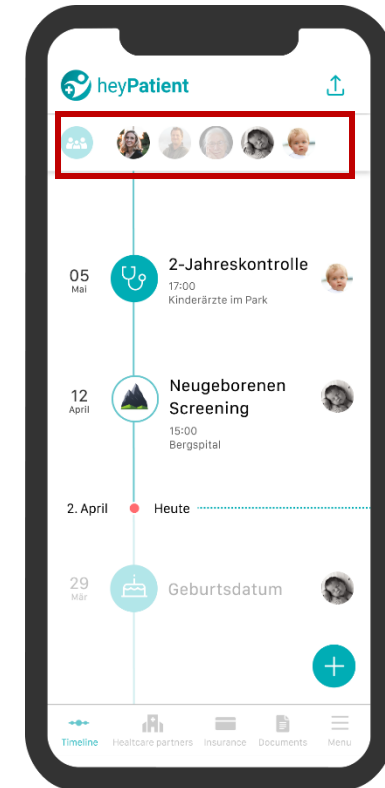 heyPatient
05
Mai
2-Jahreskontrolle
17:00
Kinderärzte im Park
12
April
Neugeborenen
Screening
15:00
Bergspital
2. April
Heute
29
Mär
Geburtsdatum
Timeline
Healtcare partners
Insurance
Documents
Menu